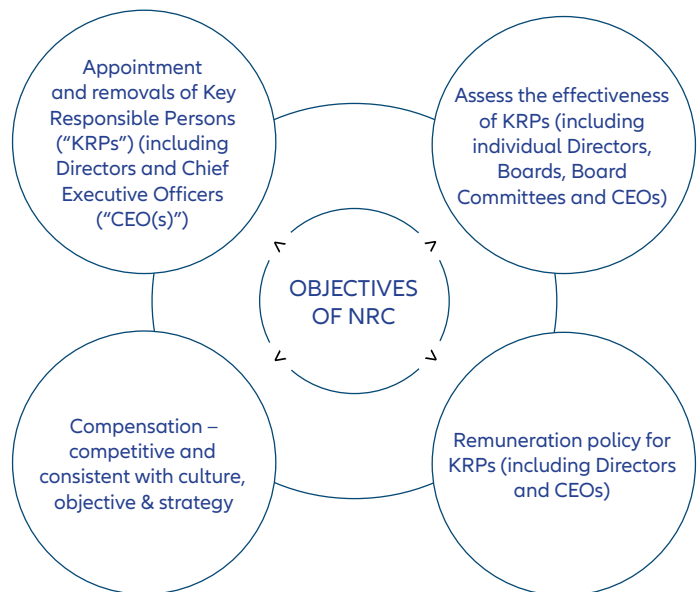 Appointment
and removals of Key
Responsible Persons
(“KRPs”) (including
Directors and Chief
Executive Officers
(“CEO(s)”)
Assess the effectiveness
of KRPs (including
individual Directors,
Boards, Board
Committees and CEOs)
OBJECTIVES
OF NRC
Compensation –
competitive and
consistent with culture,
objective & strategy
Remuneration policy for
KRPs (including Directors
and CEOs)